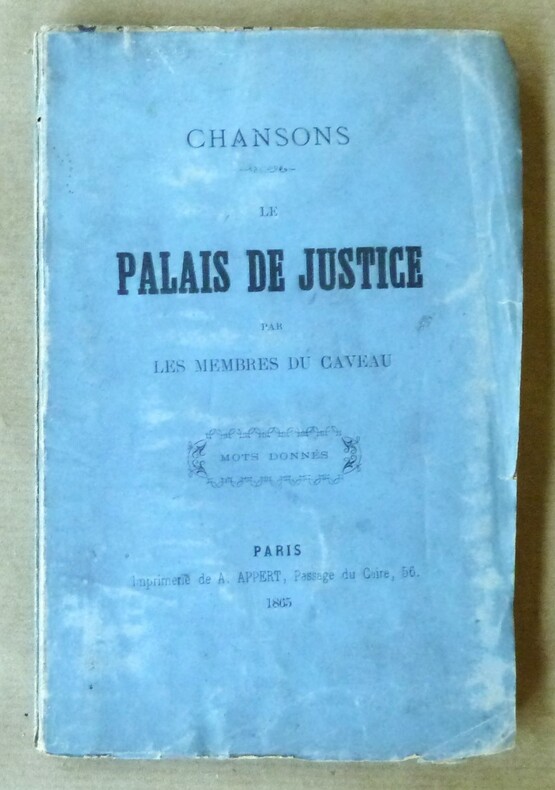 CHANSONS
LE
PALAIS DE JUSTICE
PAR
LES MEMBRES DU CAVEAU
MOTS DONNÉS
PARIS
Imprimerie de A. APPERT, Passage du Caire, 56.
1865